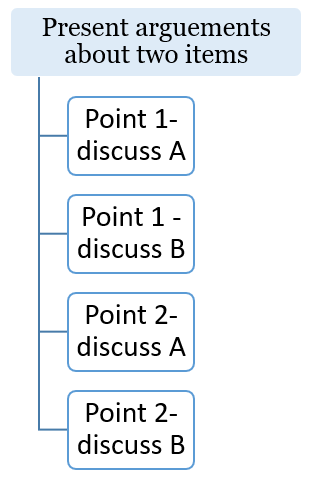 Present arguements
about two items
Point 1-
discuss A
Point 1 -
discuss B
Point 2-
discuss A
Point 2-
discuss B